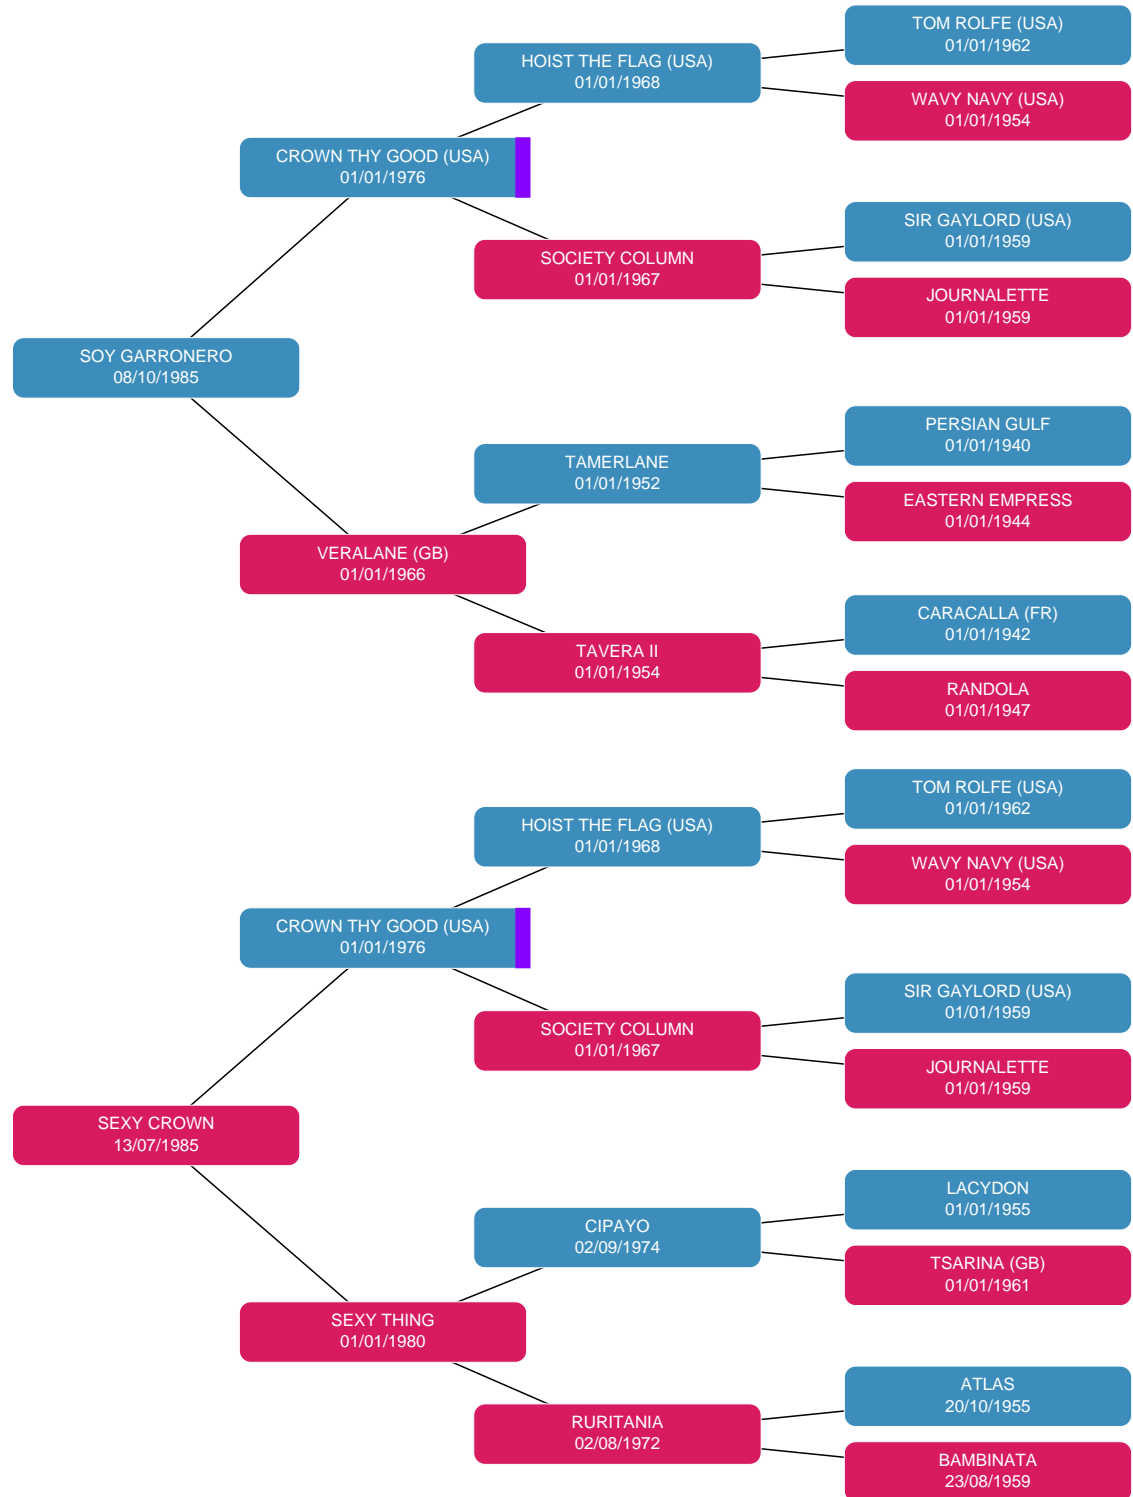 TOM ROLFE (USA)
01/01/1962
HOIST THE FLAG (USA)
01/01/1968
WAVY NAVY (USA)
01/01/1954
CROWN THY GOOD (USA)
01/01/1976
SIR GAYLORD (USA)
01/01/1959
SOCIETY COLUMN
01/01/1967
JOURNALETTE
01/01/1959
SOY GARRONERO
08/10/1985
PERSIAN GULF
01/01/1940
TAMERLANE
01/01/1952
EASTERN EMPRESS
01/01/1944
VERALANE (GB)
01/01/1966
CARACALLA (FR)
01/01/1942
TAVERA II
01/01/1954
RANDOLA
01/01/1947
TOM ROLFE (USA)
01/01/1962
HOIST THE FLAG (USA)
01/01/1968
WAVY NAVY (USA)
01/01/1954
CROWN THY GOOD (USA)
01/01/1976
SIR GAYLORD (USA)
01/01/1959
SOCIETY COLUMN
01/01/1967
JOURNALETTE
01/01/1959
SEXY CROWN
13/07/1985
LACYDON
01/01/1955
CIPAYO
02/09/1974
TSARINA (GB)
01/01/1961
SEXY THING
01/01/1980
ATLAS
20/10/1955
RURITANIA
02/08/1972
BAMBINATA
23/08/1959